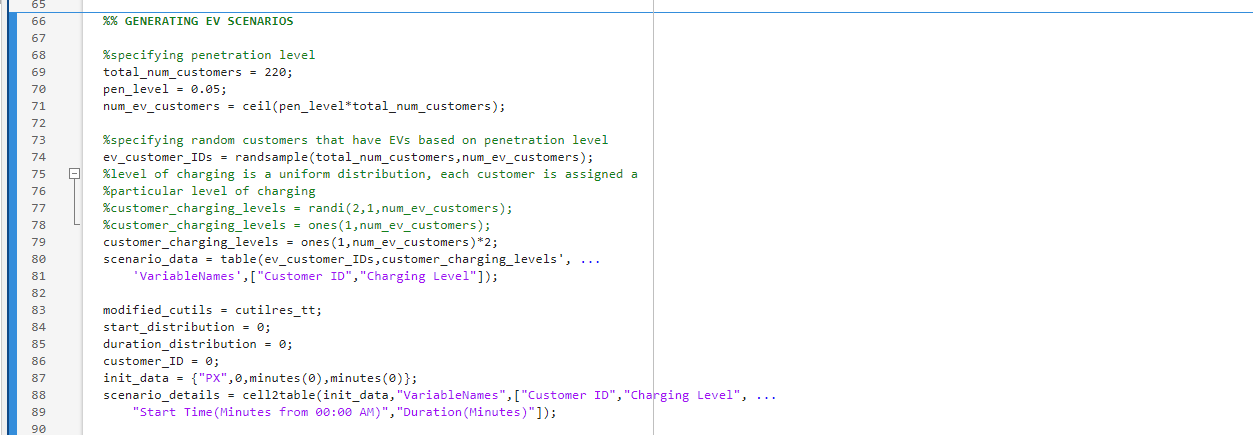 65
66 %% GENERATING EV SCENARIOS
67
68 %specifying penetration level
69 total_num_customers = 220;
70 pen_level = 0.05;
71 num_ev_customers = ceil(pen_level*total_num_customers);
72
73 %specifying random customers that have EVs based on penetration level
74 ev_customer_IDs = randsample(total_num_customers,num_ev_customers);
75 %level of charging is a uniform distribution, each customer is assigned a
76 %particular level of charging
77 %customer_charging_levels = randi(2,1,num_ev_customers);
78 %customer_charging_levels = ones(1,num_ev_customers);
79 customer_charging_levels = ones(1,num_ev_customers)*2;
80 scenario_data = table(ev_customer_IDs,customer_charging_levels', ...
81 'VariableNames',["Customer ID","Charging Level"]);
82
83 modified_cutils = cutilres_tt;
84 start_distribution = 0;
85 duration_distribution = 0;
86 customer_ID = 0;
87 init_data = {"PX",0,minutes(0),minutes(0)};
88 scenario_details = cell2table(init_data,"VariableNames",["Customer ID","Charging Level", ...
89 "Start Time(Minutes from 00:00 AM)","Duration(Minutes)"]);
90